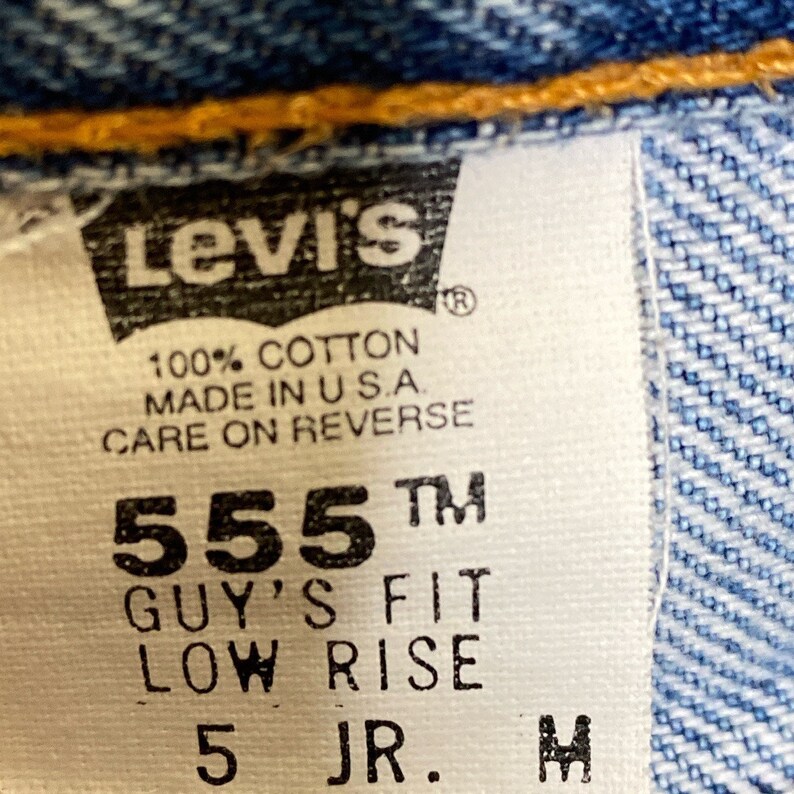 LEVI'S ®
100% COTTON
MADE IN U S.A.
CARE ON REVERSE
555™
GUY'S FIT
LOW RISE
5 JR. M